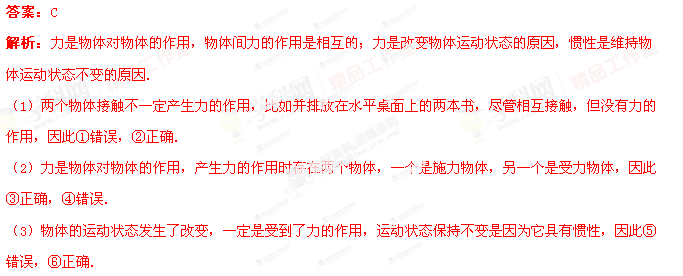 答案：C
解析：力是物体对物体的作用，物体间力的作用是相互的；力是改变物体运动状态的原因，惯性是维持物
体运动状态不变的原因．
（1）两个物体接触不一定产生力的作用，比如并排放在水平桌面上的两本书，尽管相互接触，但没有力的
作用，因此①错误，②正确．
（2）力是物体对物体的作用，产生力的作用时存在两个物体，一个是施力物体，另一个是受力物体，因此
③正确，④错误．
（3）物体的运动状态发生了改变，一定是受到了力的作用，运动状态保持不变是因为它具有惯性，因此⑤
错误，⑥正确．